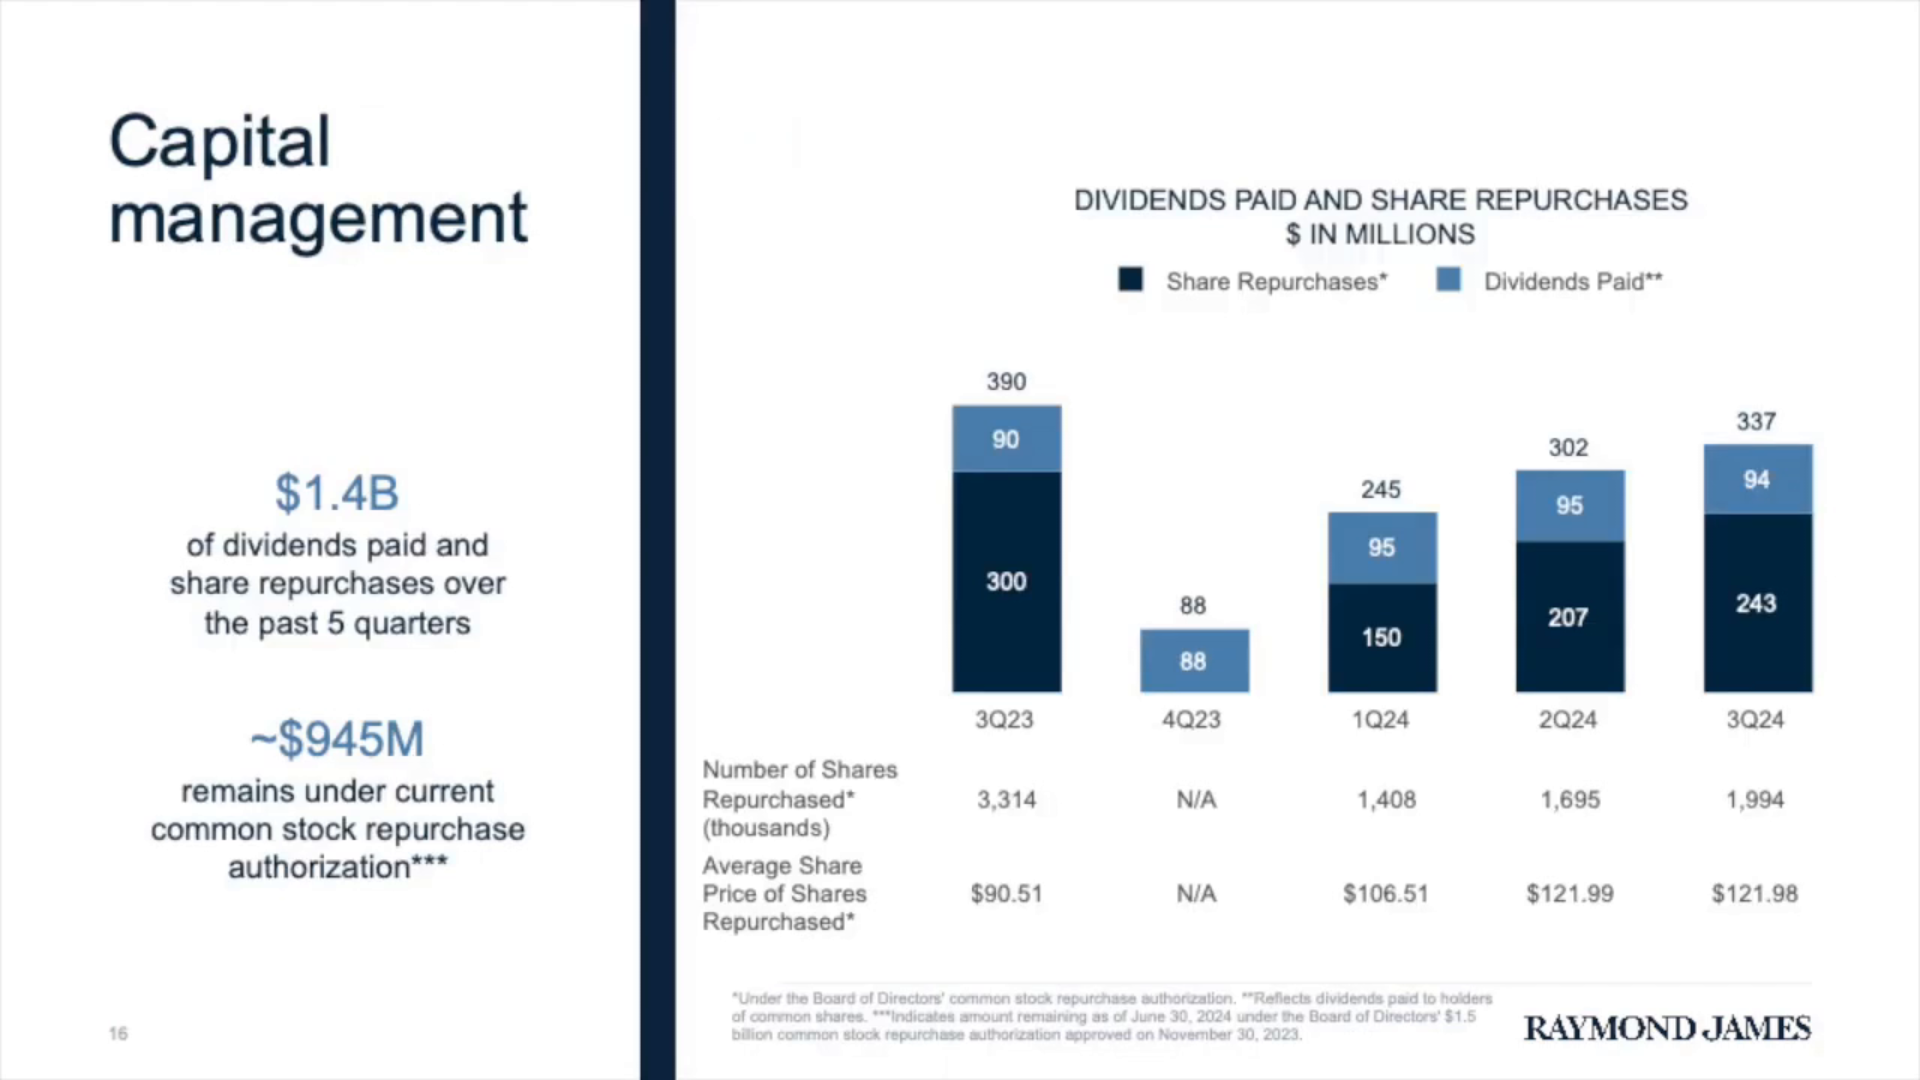 Capital
management
$1.4B
of dividends paid and
share repurchases over
the past 5 quarters
~$945M
remains under current
common stock repurchase
authorization***
16
DIVIDENDS PAID AND SHARE REPURCHASES
$ IN MILLIONS
Share Repurchases* Dividends Paid**
390
90
300
88
88
245
95
150
302
95
207
337
94
243
3Q23 4Q23 1Q24 2Q24 3Q24
Number of Shares
Repurchased* 3,314 N/A 1,408 1,695 1,994
(thousands)
Average Share
Price of Shares $90.51 N/A $106.51 $121.99 $121.98
Repurchased*
*Under the Board of Directors' common stock repurchase authorization. **Reflects dividends paid to holders
of common shares. ***Indicates amount remaining as of June 30, 2024 under the Board of Directors' $1.5
billion common stock repurchase authorization approved on November 30, 2023.
RAYMOND JAMES